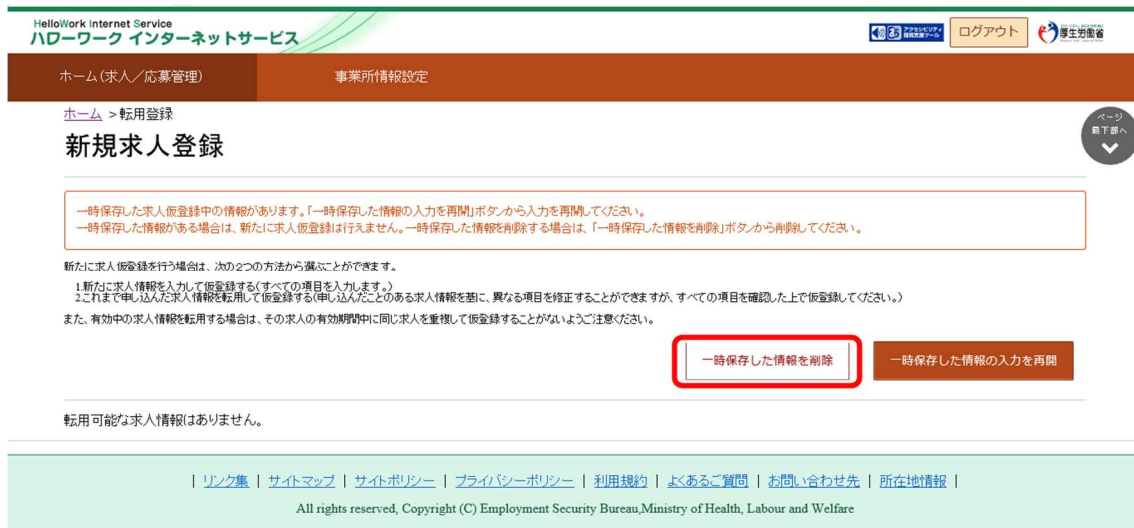 HelloWork Internet Service
ハローワーク インターネットサービス
アクセシビリティ
閲覧支援ツール
ログアウト
厚生労働省
ホーム(求人／応募管理)
事業所情報設定
ホーム >転用登録
ページ
最下部へ
新規求人登録
一時保存した求人仮登録中の情報があります。「一時保存した情報の入力を再開」ボタンから入力を再開してください。
一時保存した情報がある場合は、新たに求人仮登録は行えません。一時保存した情報を削除する場合は、「一時保存した情報を削除」ボタンから削除してください。
新たに求人仮登録を行う場合は、次の2つの方法から選ぶことができます。
1.新たに求人情報を入力して仮登録する(すべての項目を入力します。)
2.これまで申し込んだ求人情報を転用して仮登録する(申し込んだことのある求人情報を基に、異なる項目を修正することができますが、すべての項目を確認した上で仮登録してください。)
また、有効中の求人情報を転用する場合は、その求人の有効期間中に同じ求人を重複して仮登録することがないようご注意ください。
一時保存した情報を削除
一時保存した情報の入力を再開
転用可能な求人情報はありません。
| リンク集 | サイトマップ | サイトポリシー | プライバシーポリシー | 利用規約 | よくあるご質問 | お問い合わせ先 | 所在地情報 |
All rights reserved, Copyright (C) Employment Security Bureau,Ministry of Health, Labour and Welfare